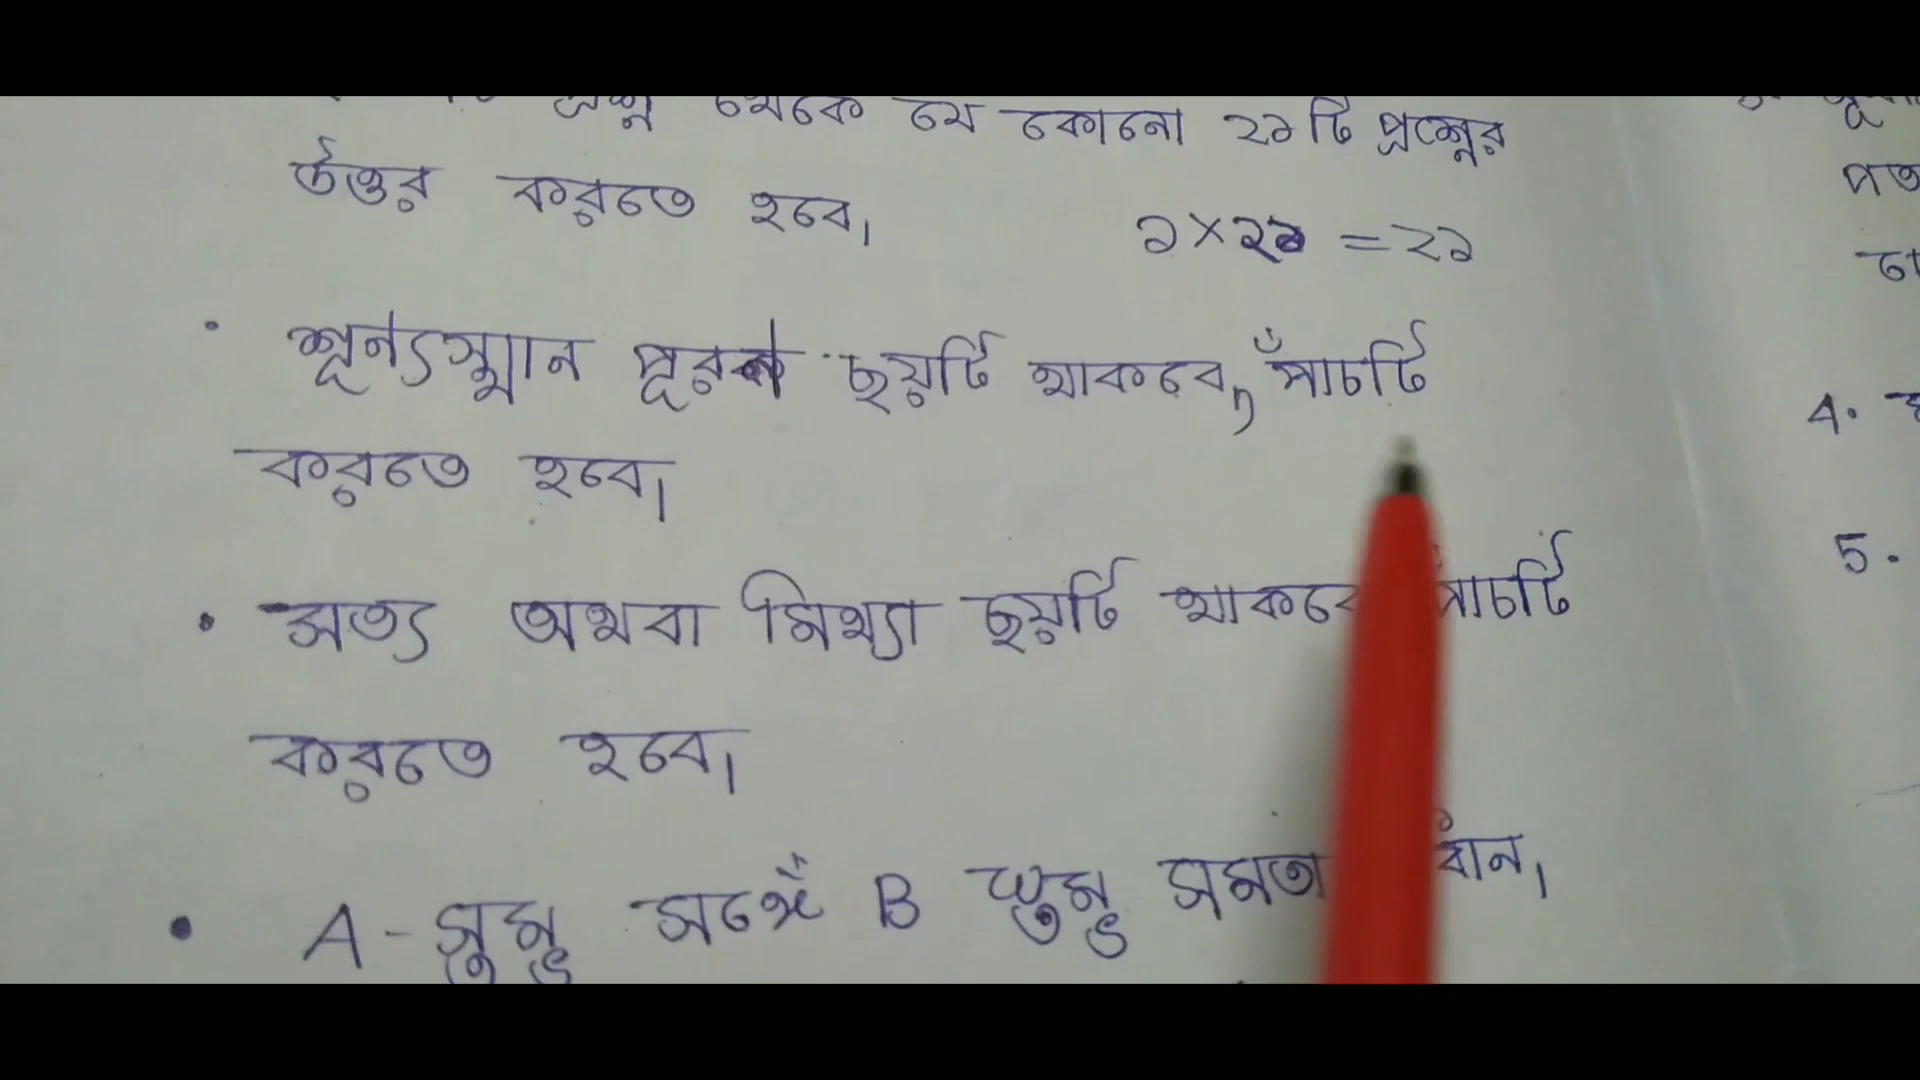 প্রশ্ন থেকে যে কোনো ২১টি প্রশ্নের
উত্তর করতে হবে।
১×২১ = ২১
• শূন্যস্থান পূরন ছয়টি থাকবে, পাঁচটি
করতে হবে।
• সত্য অথবা মিথ্যা ছয়টি থাকবে পাঁচটি
করতে হবে।
• A-স্তম্ভ সঙ্গে B স্তম্ভ সমতা বিধান।
4.
5.